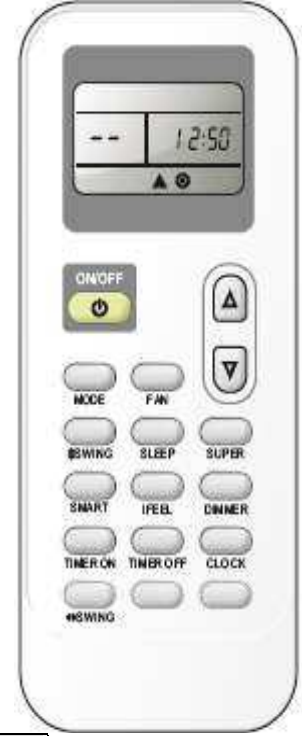 -- 12:50
ON/OFF
MODE FAN
SWING SLEEP SUPER
SMART IFEEL DIMMER
TIMER ON TIMER OFF CLOCK
SWING